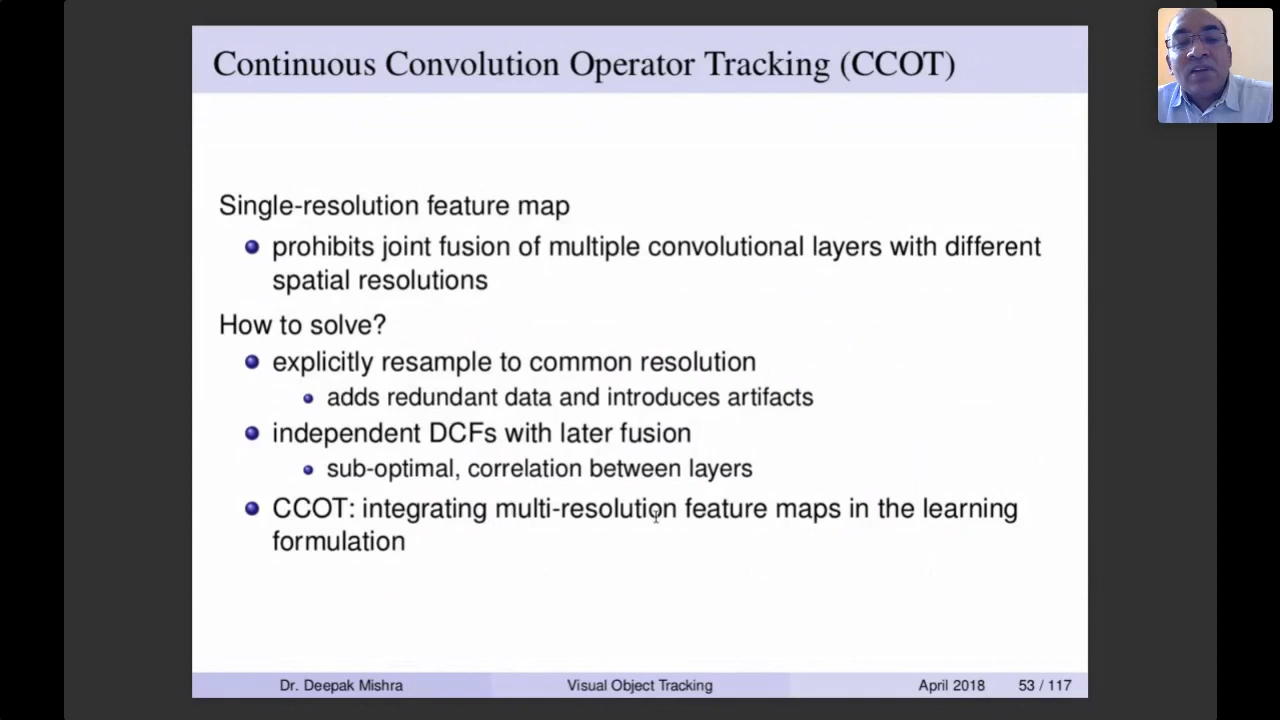 Continuous Convolution Operator Tracking (CCOT)
Single-resolution feature map
prohibits joint fusion of multiple convolutional layers with different
spatial resolutions
How to solve?
explicitly resample to common resolution
adds redundant data and introduces artifacts
independent DCFs with later fusion
sub-optimal, correlation between layers
CCOT: integrating multi-resolution feature maps in the learning
formulation
Dr. Deepak Mishra Visual Object Tracking April 2018 53 / 117